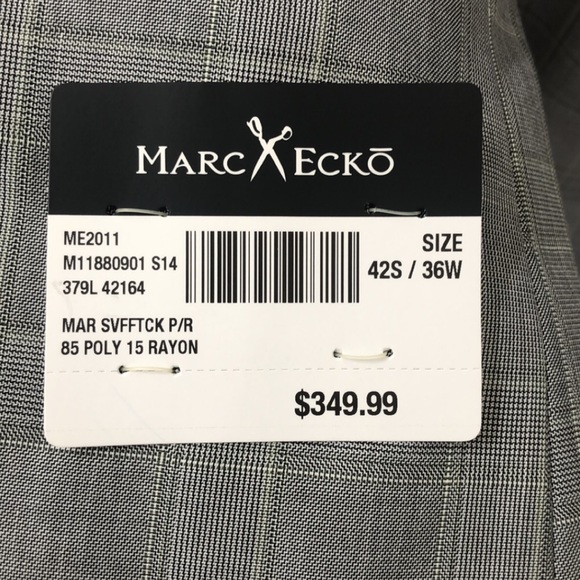 MARC ECKŌ
ME2011
M11880901 S14
379L 42164
SIZE
42S / 36W
MAR SVFFTCK P/R
85 POLY 15 RAYON
$349.99